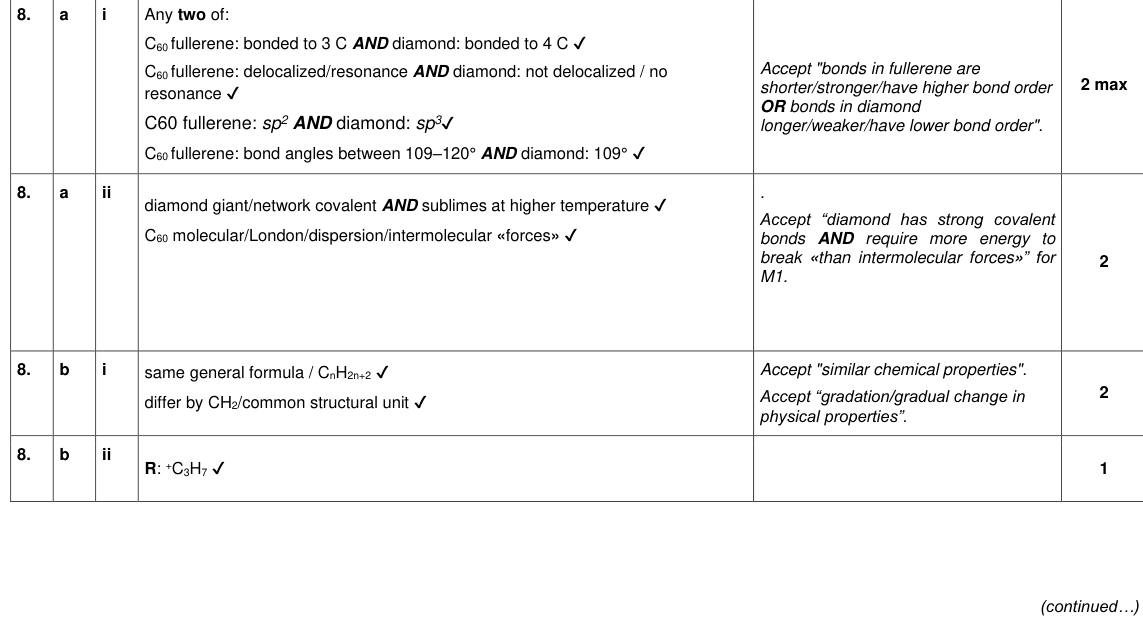 8. a i Any two of:
C₆₀ fullerene: bonded to 3 C AND diamond: bonded to 4 C ✔
C₆₀ fullerene: delocalized/resonance AND diamond: not delocalized / no
resonance ✔
C60 fullerene: sp² AND diamond: sp³✔
C₆₀ fullerene: bond angles between 109–120° AND diamond: 109° ✔
Accept "bonds in fullerene are
shorter/stronger/have higher bond order
OR bonds in diamond
longer/weaker/have lower bond order".
2 max
8. a ii
diamond giant/network covalent AND sublimes at higher temperature ✔
C₆₀ molecular/London/dispersion/intermolecular «forces» ✔
.
Accept “diamond has strong covalent
bonds AND require more energy to
break «than intermolecular forces»” for
M1.
2
8. b i
same general formula / CₙH₂ₙ₊₂ ✔
differ by CH₂/common structural unit ✔
Accept "similar chemical properties".
Accept “gradation/gradual change in
physical properties”.
2
8. b ii
R: ⁺C₃H₇ ✔
1
(continued…)